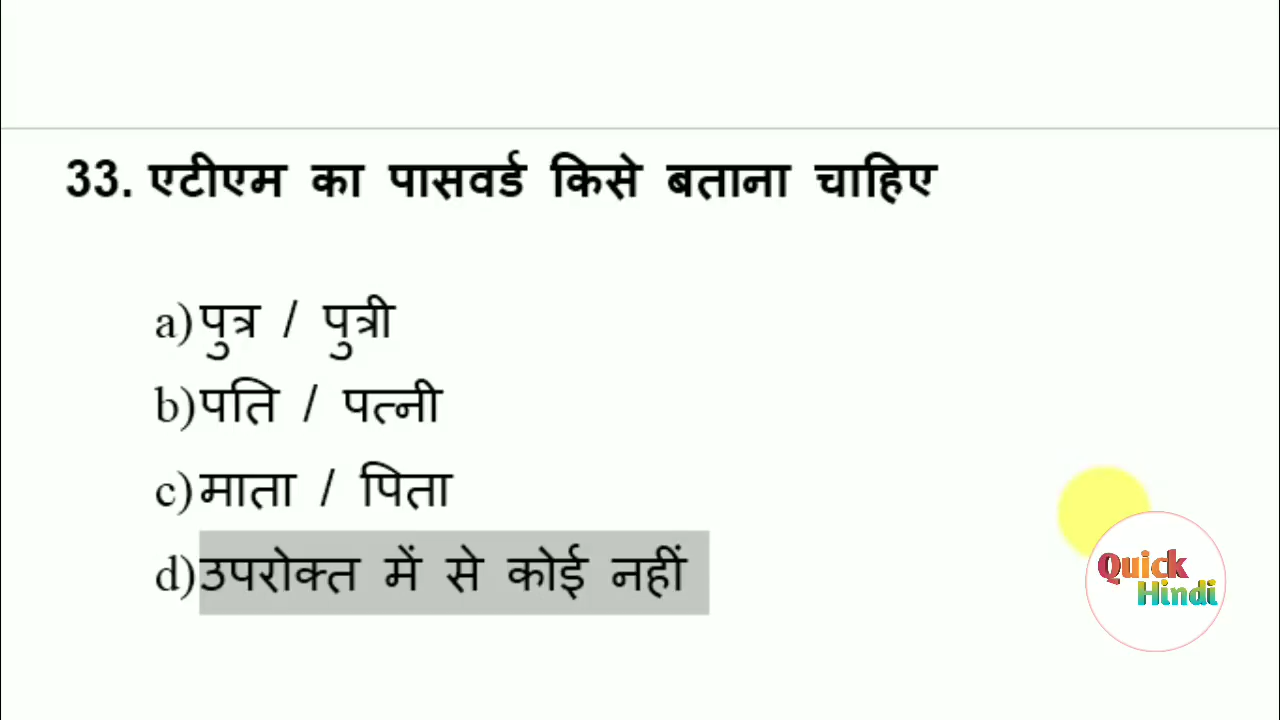 33. एटीएम का पासवर्ड किसे बताना चाहिए
a) पुत्र / पुत्री
b) पति / पत्नी
c) माता / पिता
d) उपरोक्त में से कोई नहीं
Quick
Hindi